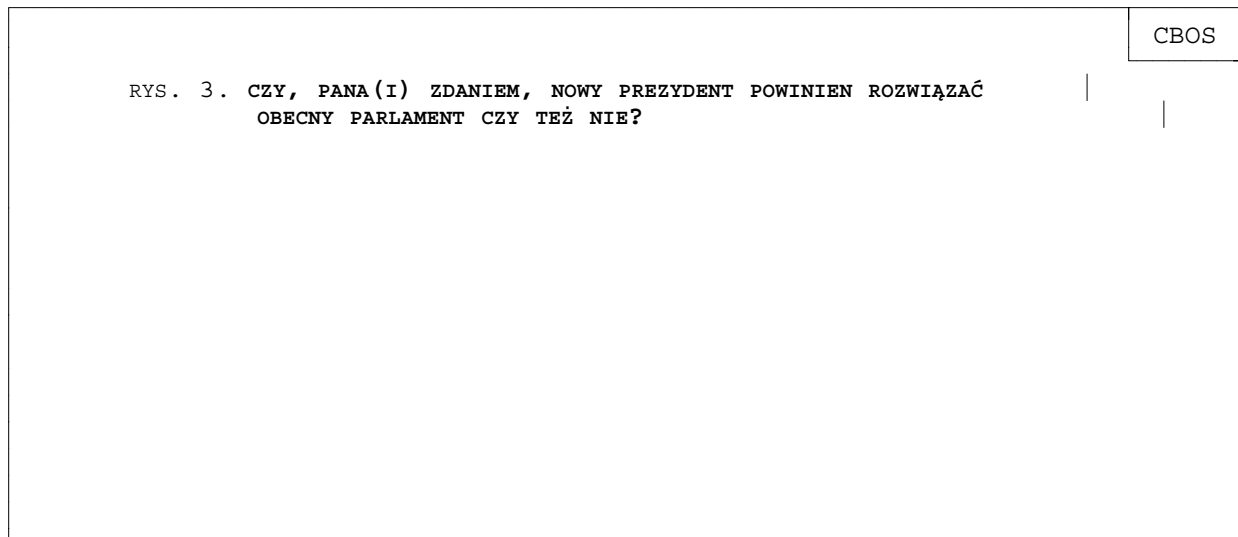 CBOS
RYS. 3. CZY, PANA(I) ZDANIEM, NOWY PREZYDENT POWINIEN ROZWIĄZAĆ
OBECNY PARLAMENT CZY TEŻ NIE?